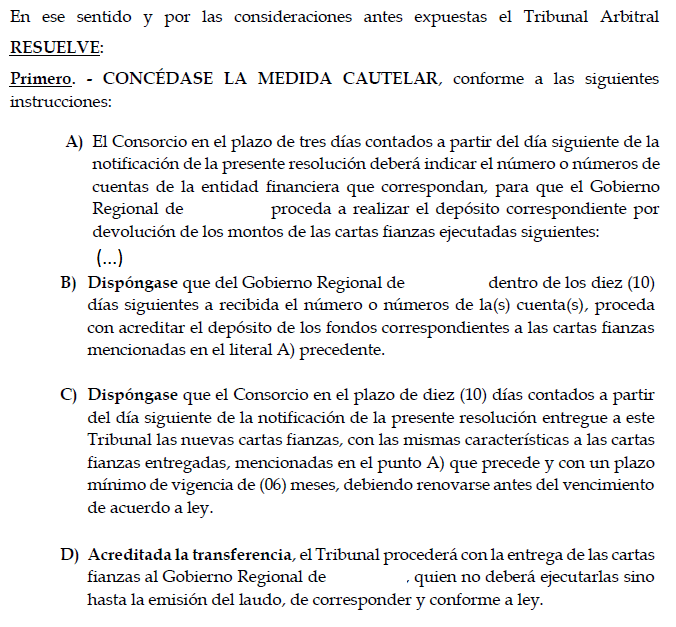 En ese sentido y por las consideraciones antes expuestas el Tribunal Arbitral
RESUELVE:
Primero. - CONCÉDASE LA MEDIDA CAUTELAR, conforme a las siguientes
instrucciones:
A) El Consorcio en el plazo de tres días contados a partir del día siguiente de la
notificación de la presente resolución deberá indicar el número o números de
cuentas de la entidad financiera que correspondan, para que el Gobierno
Regional de proceda a realizar el depósito correspondiente por
devolución de los montos de las cartas fianzas ejecutadas siguientes:
(...)
B) Dispóngase que del Gobierno Regional de dentro de los diez (10)
días siguientes a recibida el número o números de la(s) cuenta(s), proceda
con acreditar el depósito de los fondos correspondientes a las cartas fianzas
mencionadas en el literal A) precedente.
C) Dispóngase que el Consorcio en el plazo de diez (10) días contados a partir
del día siguiente de la notificación de la presente resolución entregue a este
Tribunal las nuevas cartas fianzas, con las mismas características a las cartas
fianzas entregadas, mencionadas en el punto A) que precede y con un plazo
mínimo de vigencia de (06) meses, debiendo renovarse antes del vencimiento
de acuerdo a ley.
D) Acreditada la transferencia, el Tribunal procederá con la entrega de las cartas
fianzas al Gobierno Regional de , quien no deberá ejecutarlas sino
hasta la emisión del laudo, de corresponder y conforme a ley.